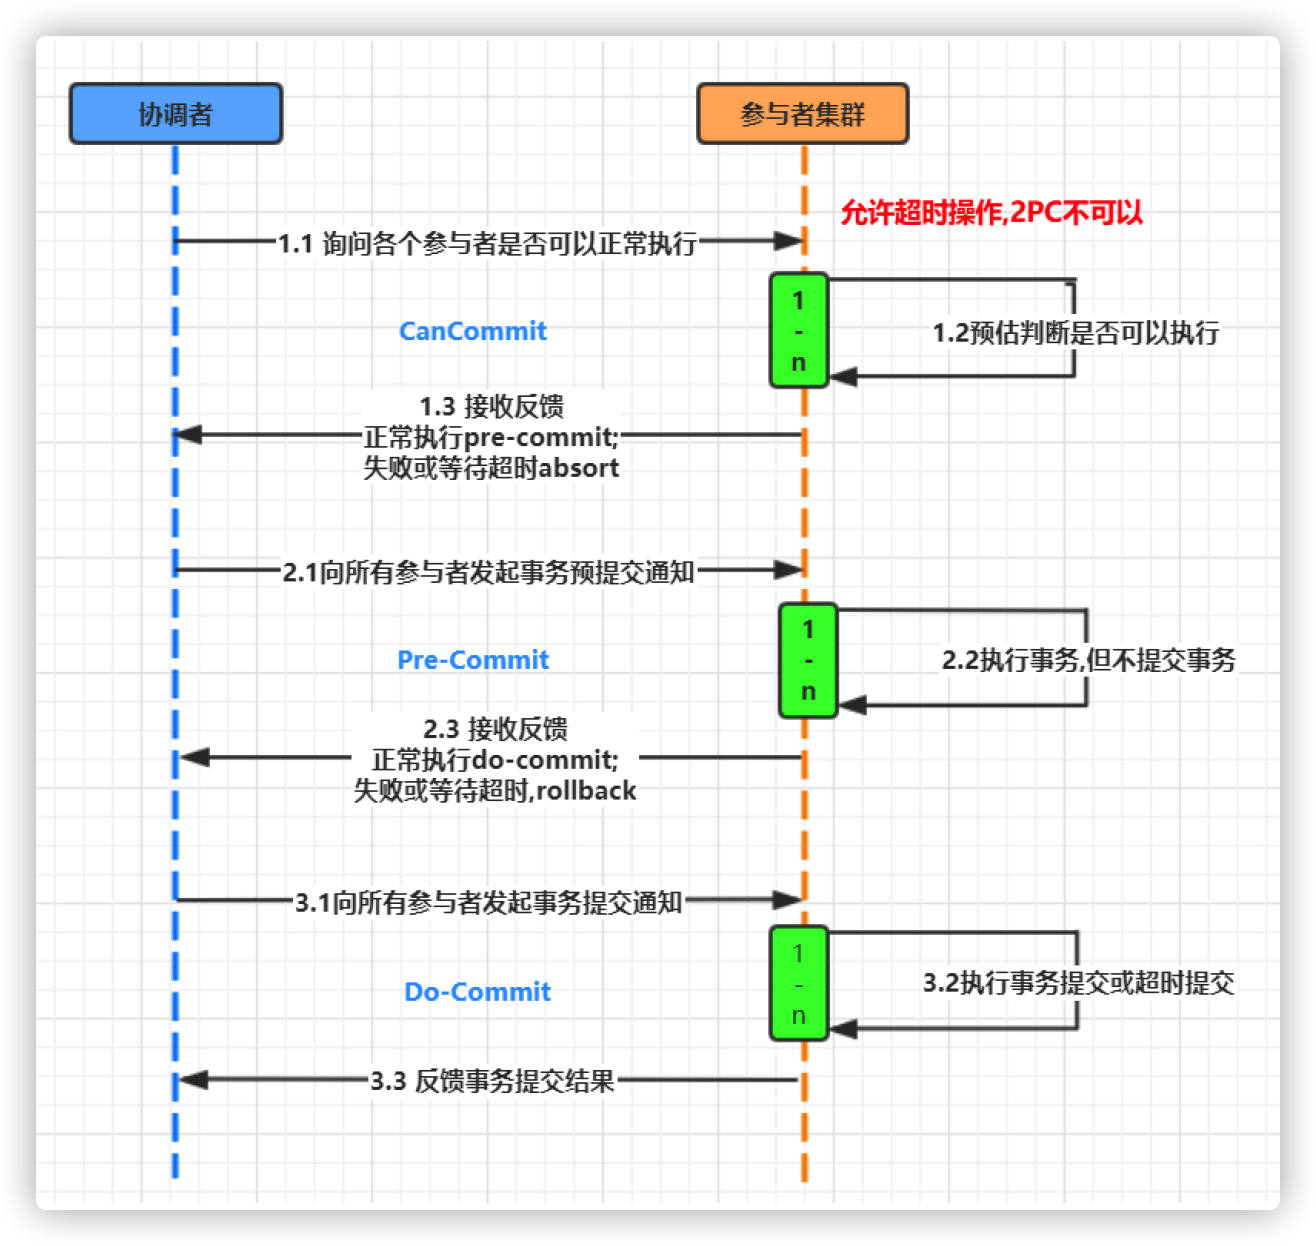 协调者
参与者集群
允许超时操作,2PC不可以
1.1 询问各个参与者是否可以正常执行
1
-
n
CanCommit
1.2预估判断是否可以执行
1.3 接收反馈
正常执行pre-commit;
失败或等待超时absort
2.1向所有参与者发起事务预提交通知
1
-
n
Pre-Commit
2.2执行事务,但不提交事务
2.3 接收反馈
正常执行do-commit;
失败或等待超时,rollback
3.1向所有参与者发起事务提交通知
1
-
n
Do-Commit
3.2执行事务提交或超时提交
3.3 反馈事务提交结果